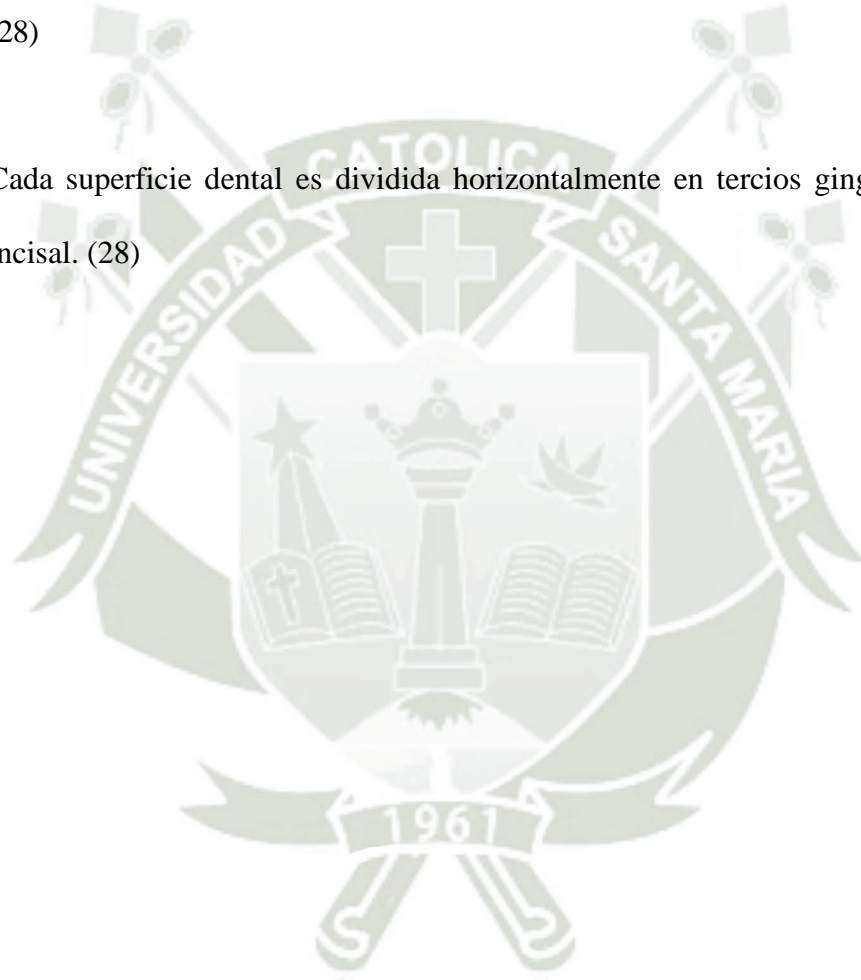 28)
Cada superficie dental es dividida horizontalmente en tercios ging
ncisal. (28)
UNIVERSIDAD CATOLICA SANTA MARIA
1961